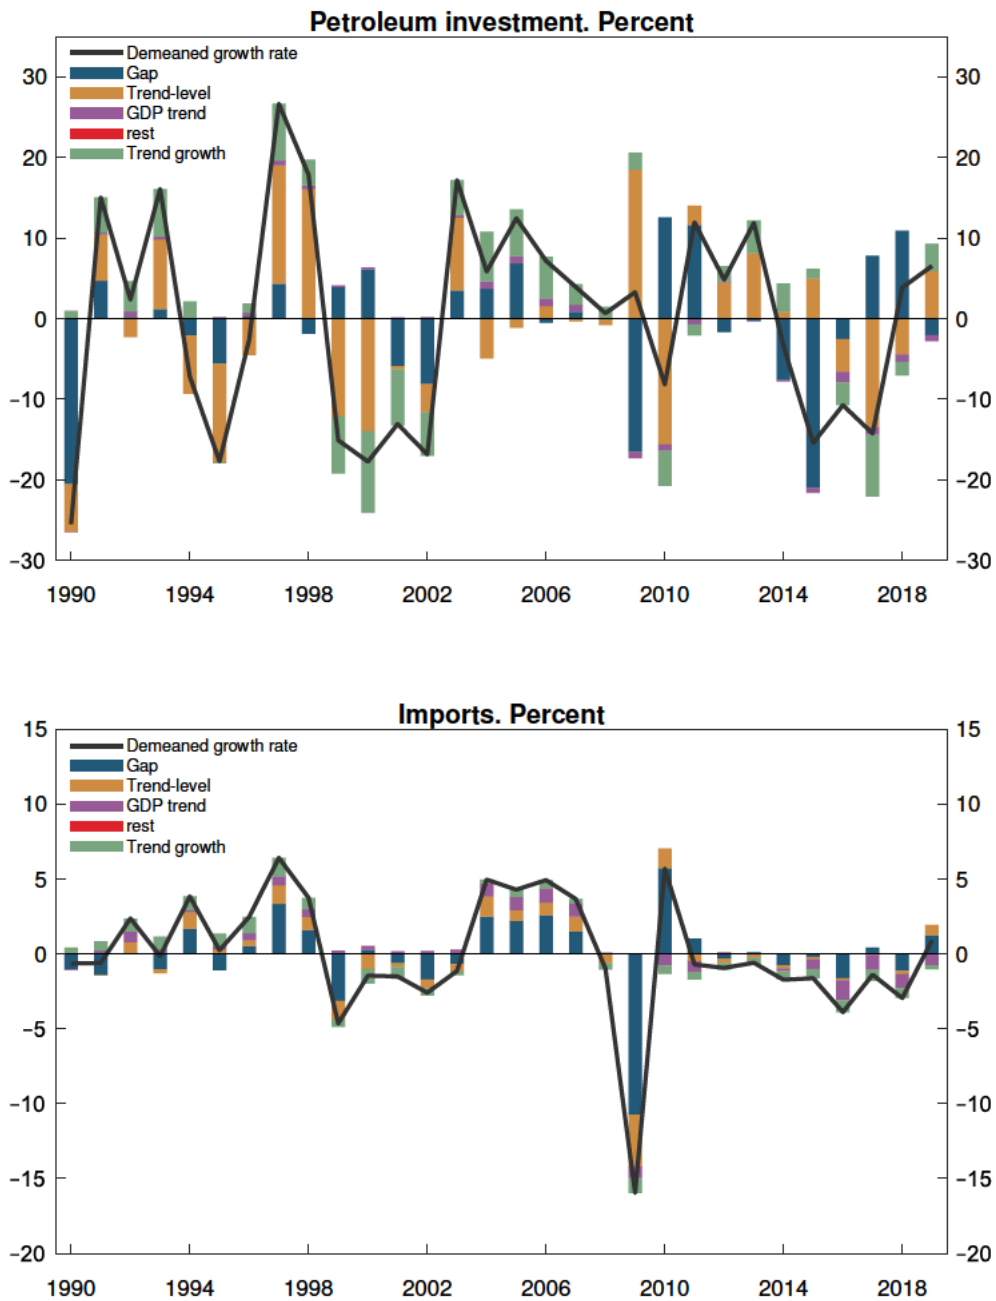 Petroleum investment. Percent
Demeaned growth rate
Gap
Trend-level
GDP trend
rest
Trend growth
30 30
20 20
10 10
0 0
−10 −10
−20 −20
−30 −30
1990 1994 1998 2002 2006 2010 2014 2018
Imports. Percent
15 15
Demeaned growth rate
Gap
Trend-level
GDP trend
rest
Trend growth
10 10
5 5
0 0
−5 −5
−10 −10
−15 −15
−20 −20
1990 1994 1998 2002 2006 2010 2014 2018